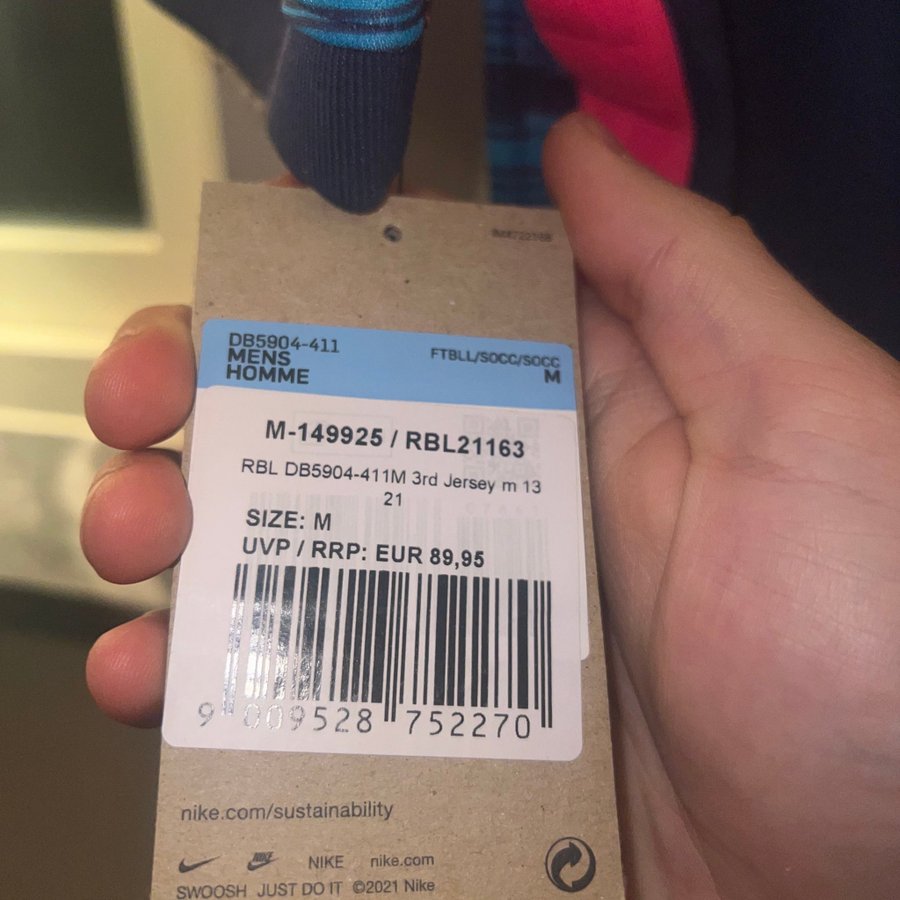 DB5904-411
MENS
HOMME
FTBLL/SOCC/SOCC
M
M-149925 / RBL21163
RBL DB5904-411M 3rd Jersey m 13
21
SIZE: M
UVP / RRP: EUR 89,95
9 009528 752270
nike.com/sustainability
NIKE nike.com
SWOOSH JUST DO IT ©2021 Nike